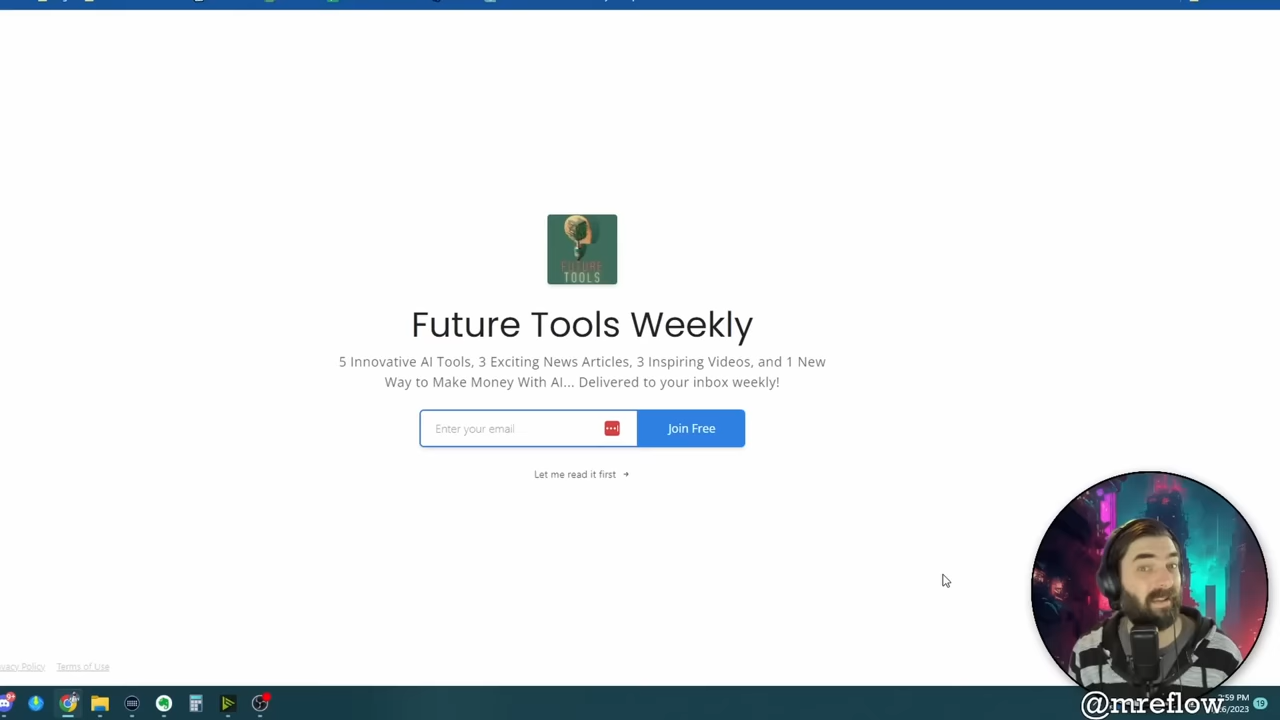 FUTURE
TOOLS
Future Tools Weekly
5 Innovative AI Tools, 3 Exciting News Articles, 3 Inspiring Videos, and 1 New
Way to Make Money With AI... Delivered to your inbox weekly!
Enter your email
Join Free
Let me read it first →
Terms of Use
@mreflow
19